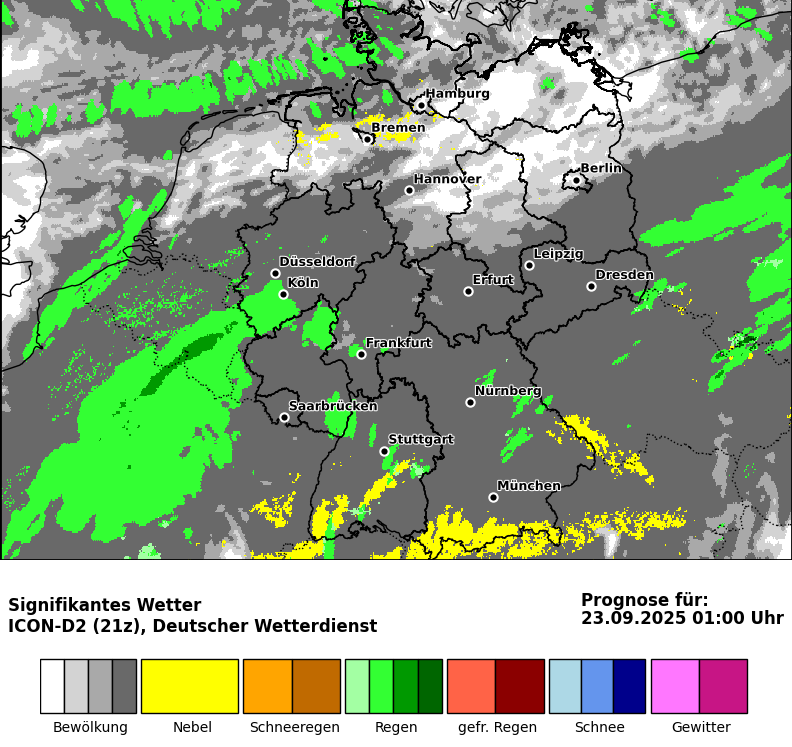 Hamburg
Bremen
Berlin
Hannover
Leipzig
Düsseldorf
Dresden
Köln
Erfurt
Frankfurt
Nürnberg
Saarbrücken
Stuttgart
München
Signifikantes Wetter
ICON-D2 (21z), Deutscher Wetterdienst
Prognose für:
23.09.2025 01:00 Uhr
Bewölkung
Nebel
Schneeregen
Regen
gefr. Regen
Schnee
Gewitter